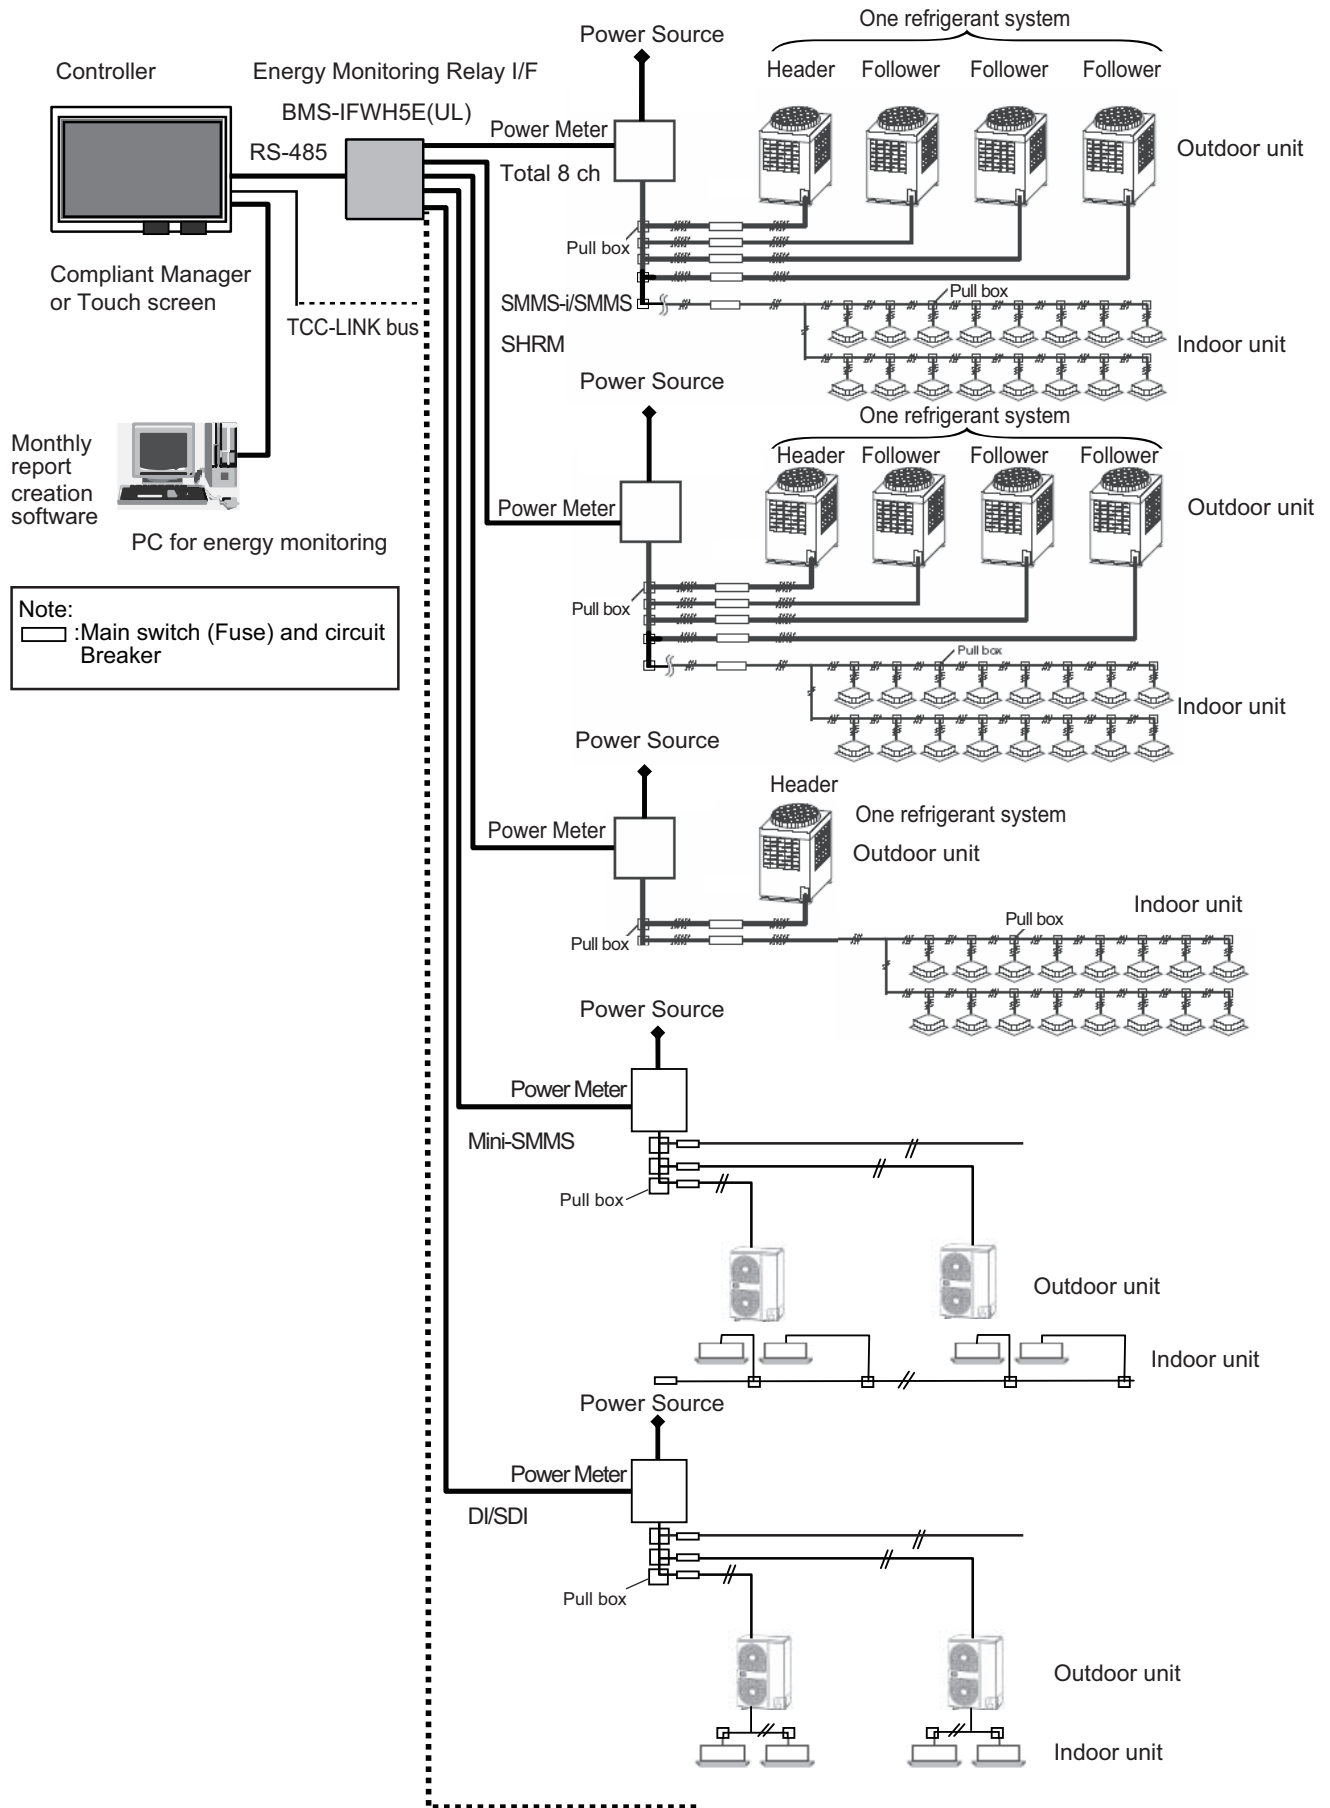 Controller
Energy Monitoring Relay I/F
BMS-IFWH5E(UL)
RS-485
Compliant Manager
or Touch screen
TCC-LINK bus
Monthly
report
creation
software
PC for energy monitoring
Note:
:Main switch (Fuse) and circuit
Breaker
Power Source
One refrigerant system
Header
Follower
Follower
Follower
Power Meter
Total 8 ch
Outdoor unit
Pull box
SMMS-i/SMMS
SHRM
Pull box
Indoor unit
Power Source
One refrigerant system
Header
Follower
Follower
Follower
Power Meter
Outdoor unit
Pull box
Pull box
Indoor unit
Power Source
Header
One refrigerant system
Power Meter
Outdoor unit
Indoor unit
Pull box
Pull box
Power Source
Power Meter
Mini-SMMS
Pull box
Outdoor unit
Indoor unit
Power Source
Power Meter
DI/SDI
Pull box
Outdoor unit
Indoor unit